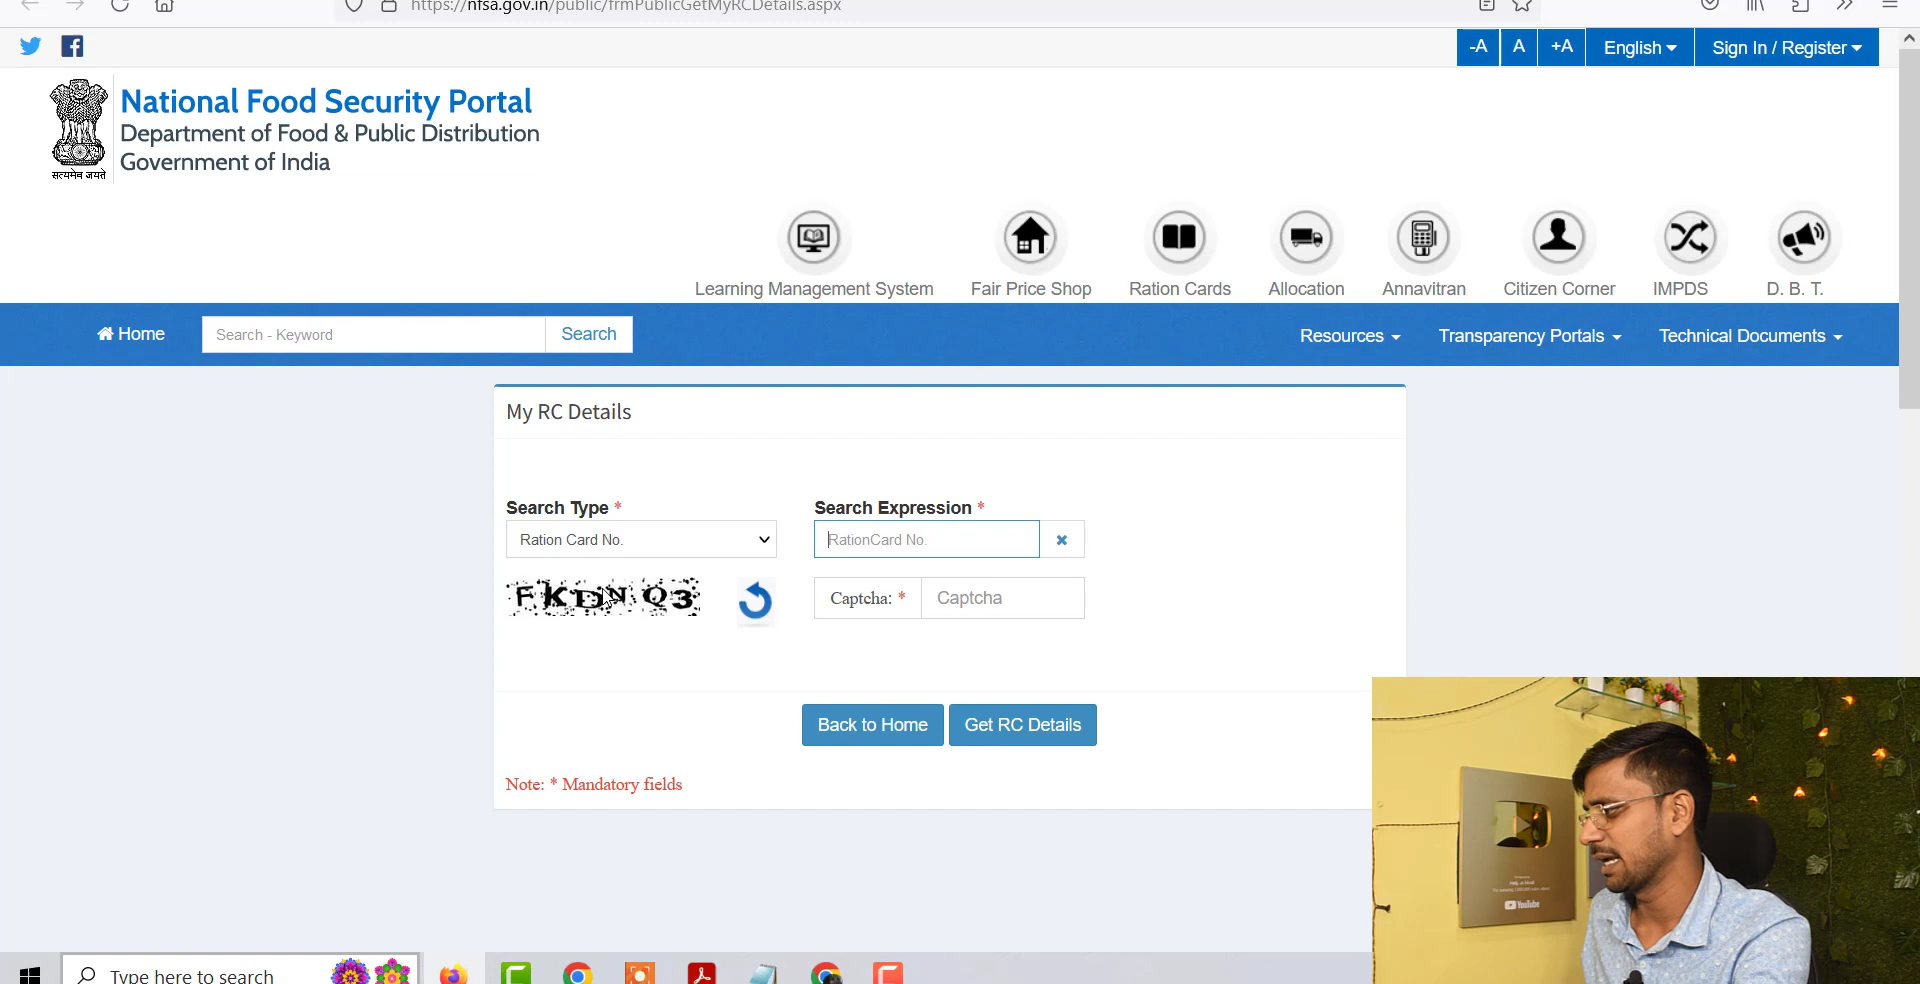 https://nfsa.gov.in/public/frmPublicGetMyRCDetails.aspx
-A A +A English Sign In / Register
National Food Security Portal
Department of Food & Public Distribution
Government of India
सत्यमेव जयते
Learning Management System Fair Price Shop Ration Cards Allocation Annavitran Citizen Corner IMPDS D. B. T.
Home Search - Keyword Search Resources Transparency Portals Technical Documents
My RC Details
Search Type * Search Expression *
Ration Card No. RationCard No.
FKDNQ3 Captcha: * Captcha
Back to Home Get RC Details
Note: * Mandatory fields
YouTube
Type here to search